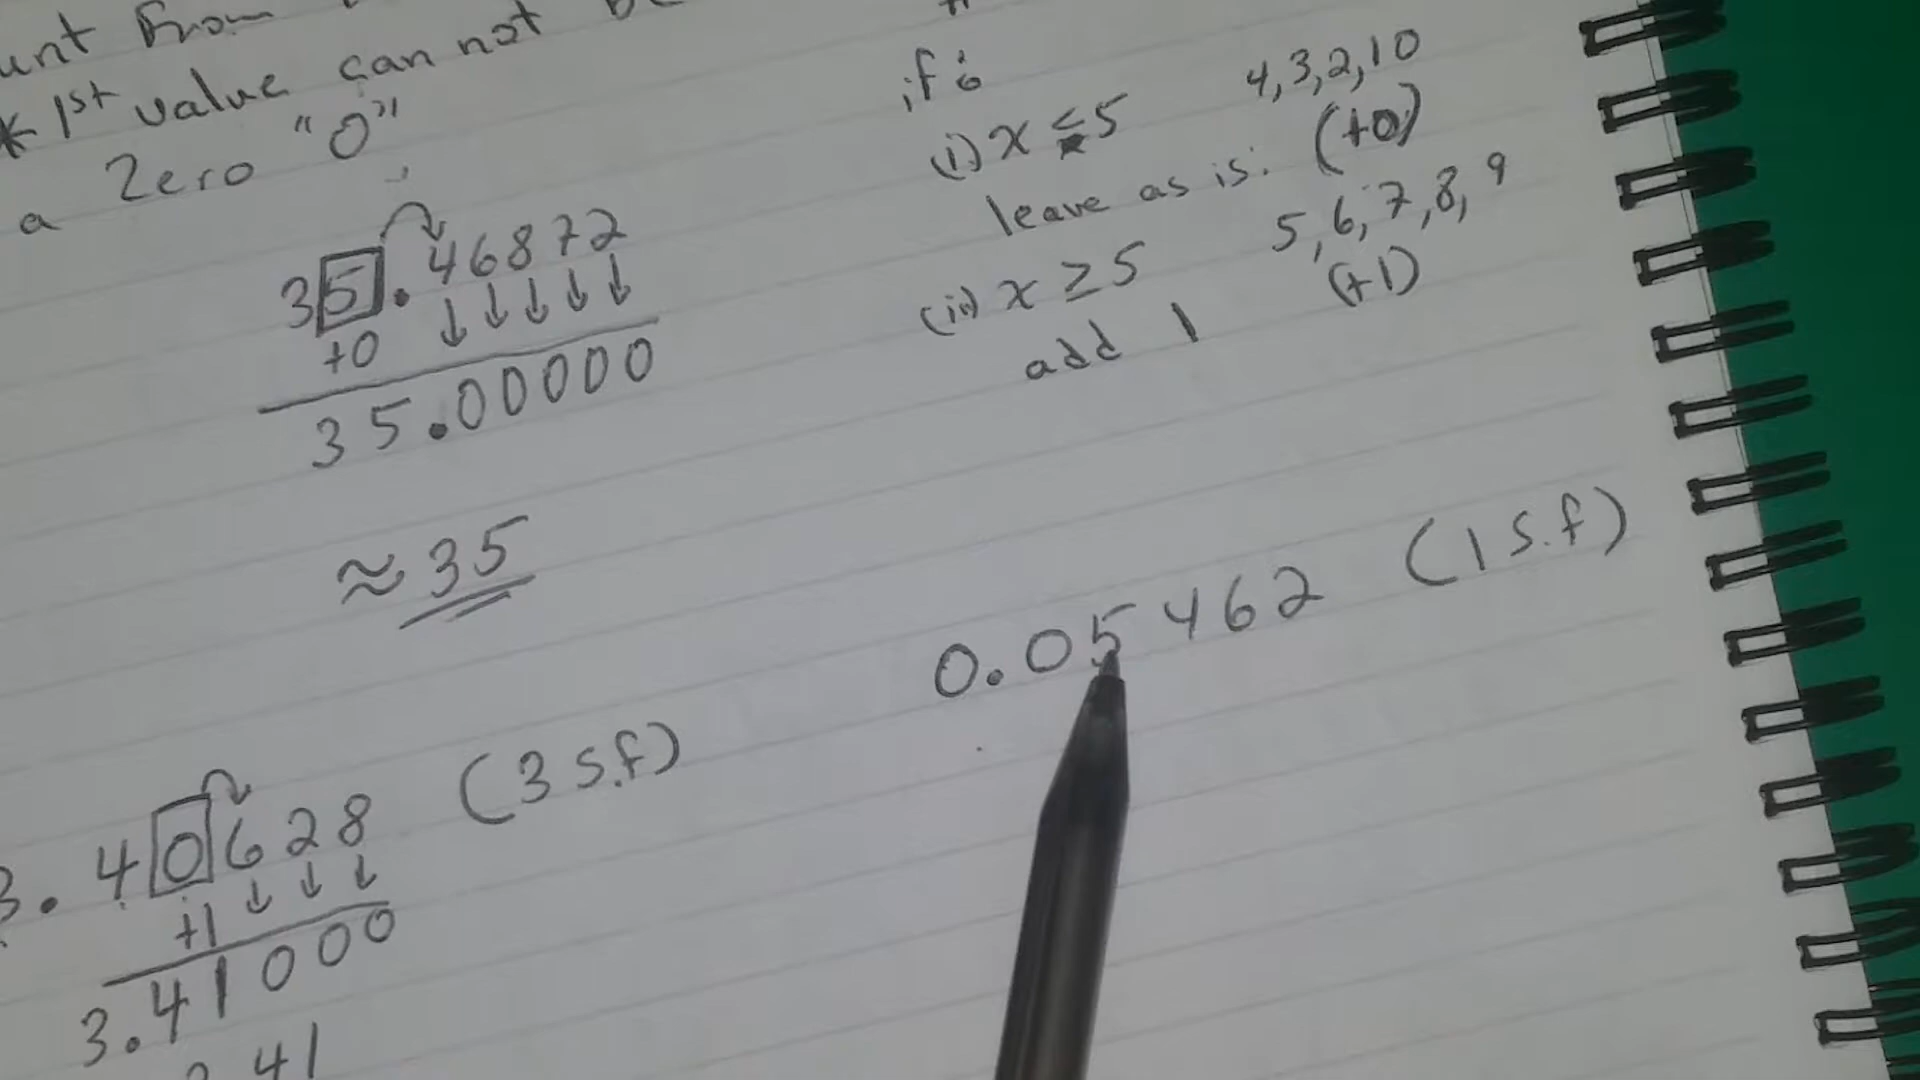 unt From
* 1st value can not
a Zero "0"
35.46872
+0
35.00000
≈ 35
3.40628 (3 s.f)
+1
3.41000
3.41
if:
(i) x ≤ 5 4,3,2,10
leave as is. (+0)
(ii) x ≥ 5 5,6,7,8,9
add 1 (+1)
0.05462 (1 s.f)